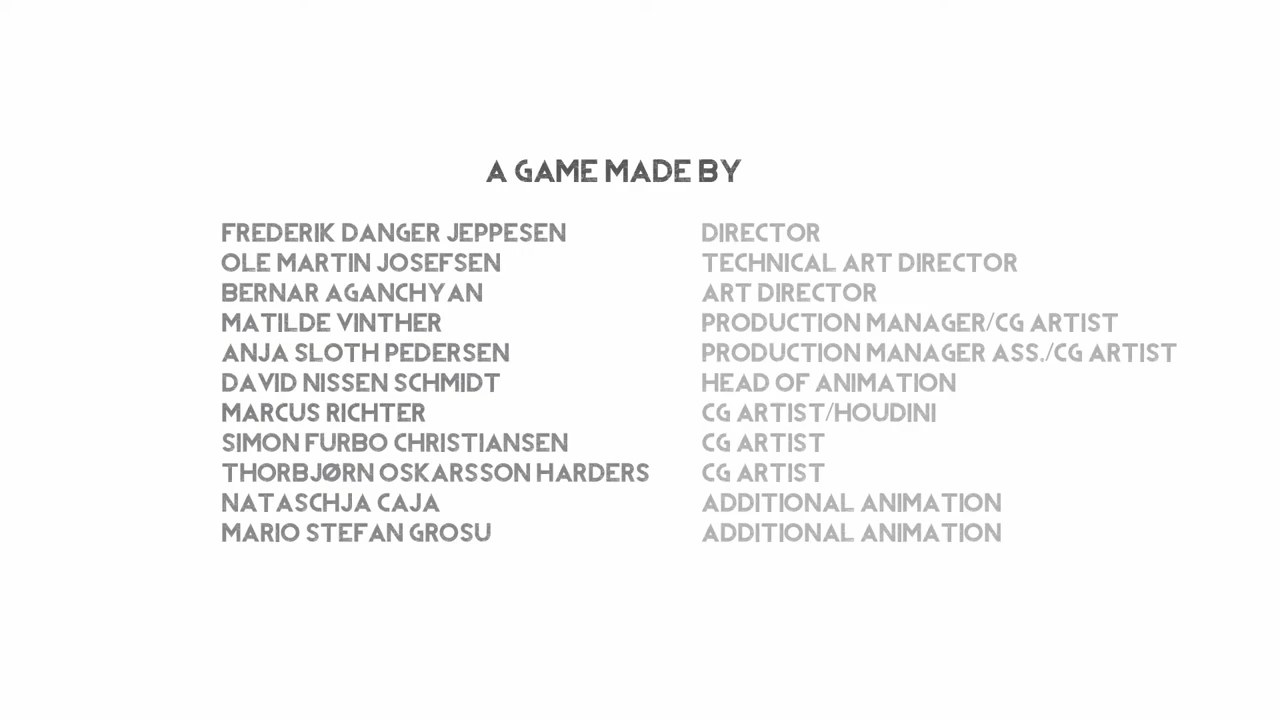 A GAME MADE BY
FREDERIK DANGER JEPPESEN DIRECTOR
OLE MARTIN JOSEFSEN TECHNICAL ART DIRECTOR
BERNAR AGANCHYAN ART DIRECTOR
MATILDE VINTHER PRODUCTION MANAGER/CG ARTIST
ANJA SLOTH PEDERSEN PRODUCTION MANAGER ASS./CG ARTIST
DAVID NISSEN SCHMIDT HEAD OF ANIMATION
MARCUS RICHTER CG ARTIST/HOUDINI
SIMON FURBO CHRISTIANSEN CG ARTIST
THORBJØRN OSKARSSON HARDERS CG ARTIST
NATASCHJA CAJA ADDITIONAL ANIMATION
MARIO STEFAN GROSU ADDITIONAL ANIMATION